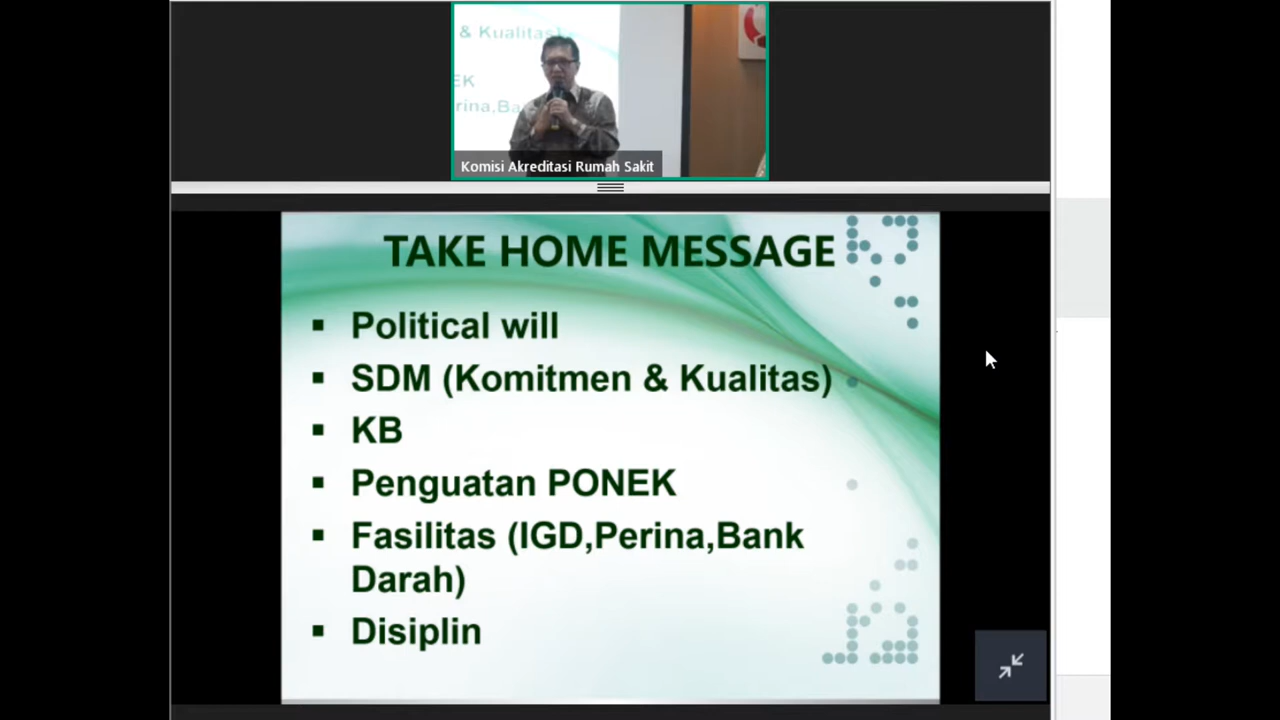 & Kualitas)
EK
rina,Ba
Komisi Akreditasi Rumah Sakit
TAKE HOME MESSAGE
▪ Political will
▪ SDM (Komitmen & Kualitas)
▪ KB
▪ Penguatan PONEK
▪ Fasilitas (IGD,Perina,Bank
Darah)
▪ Disiplin